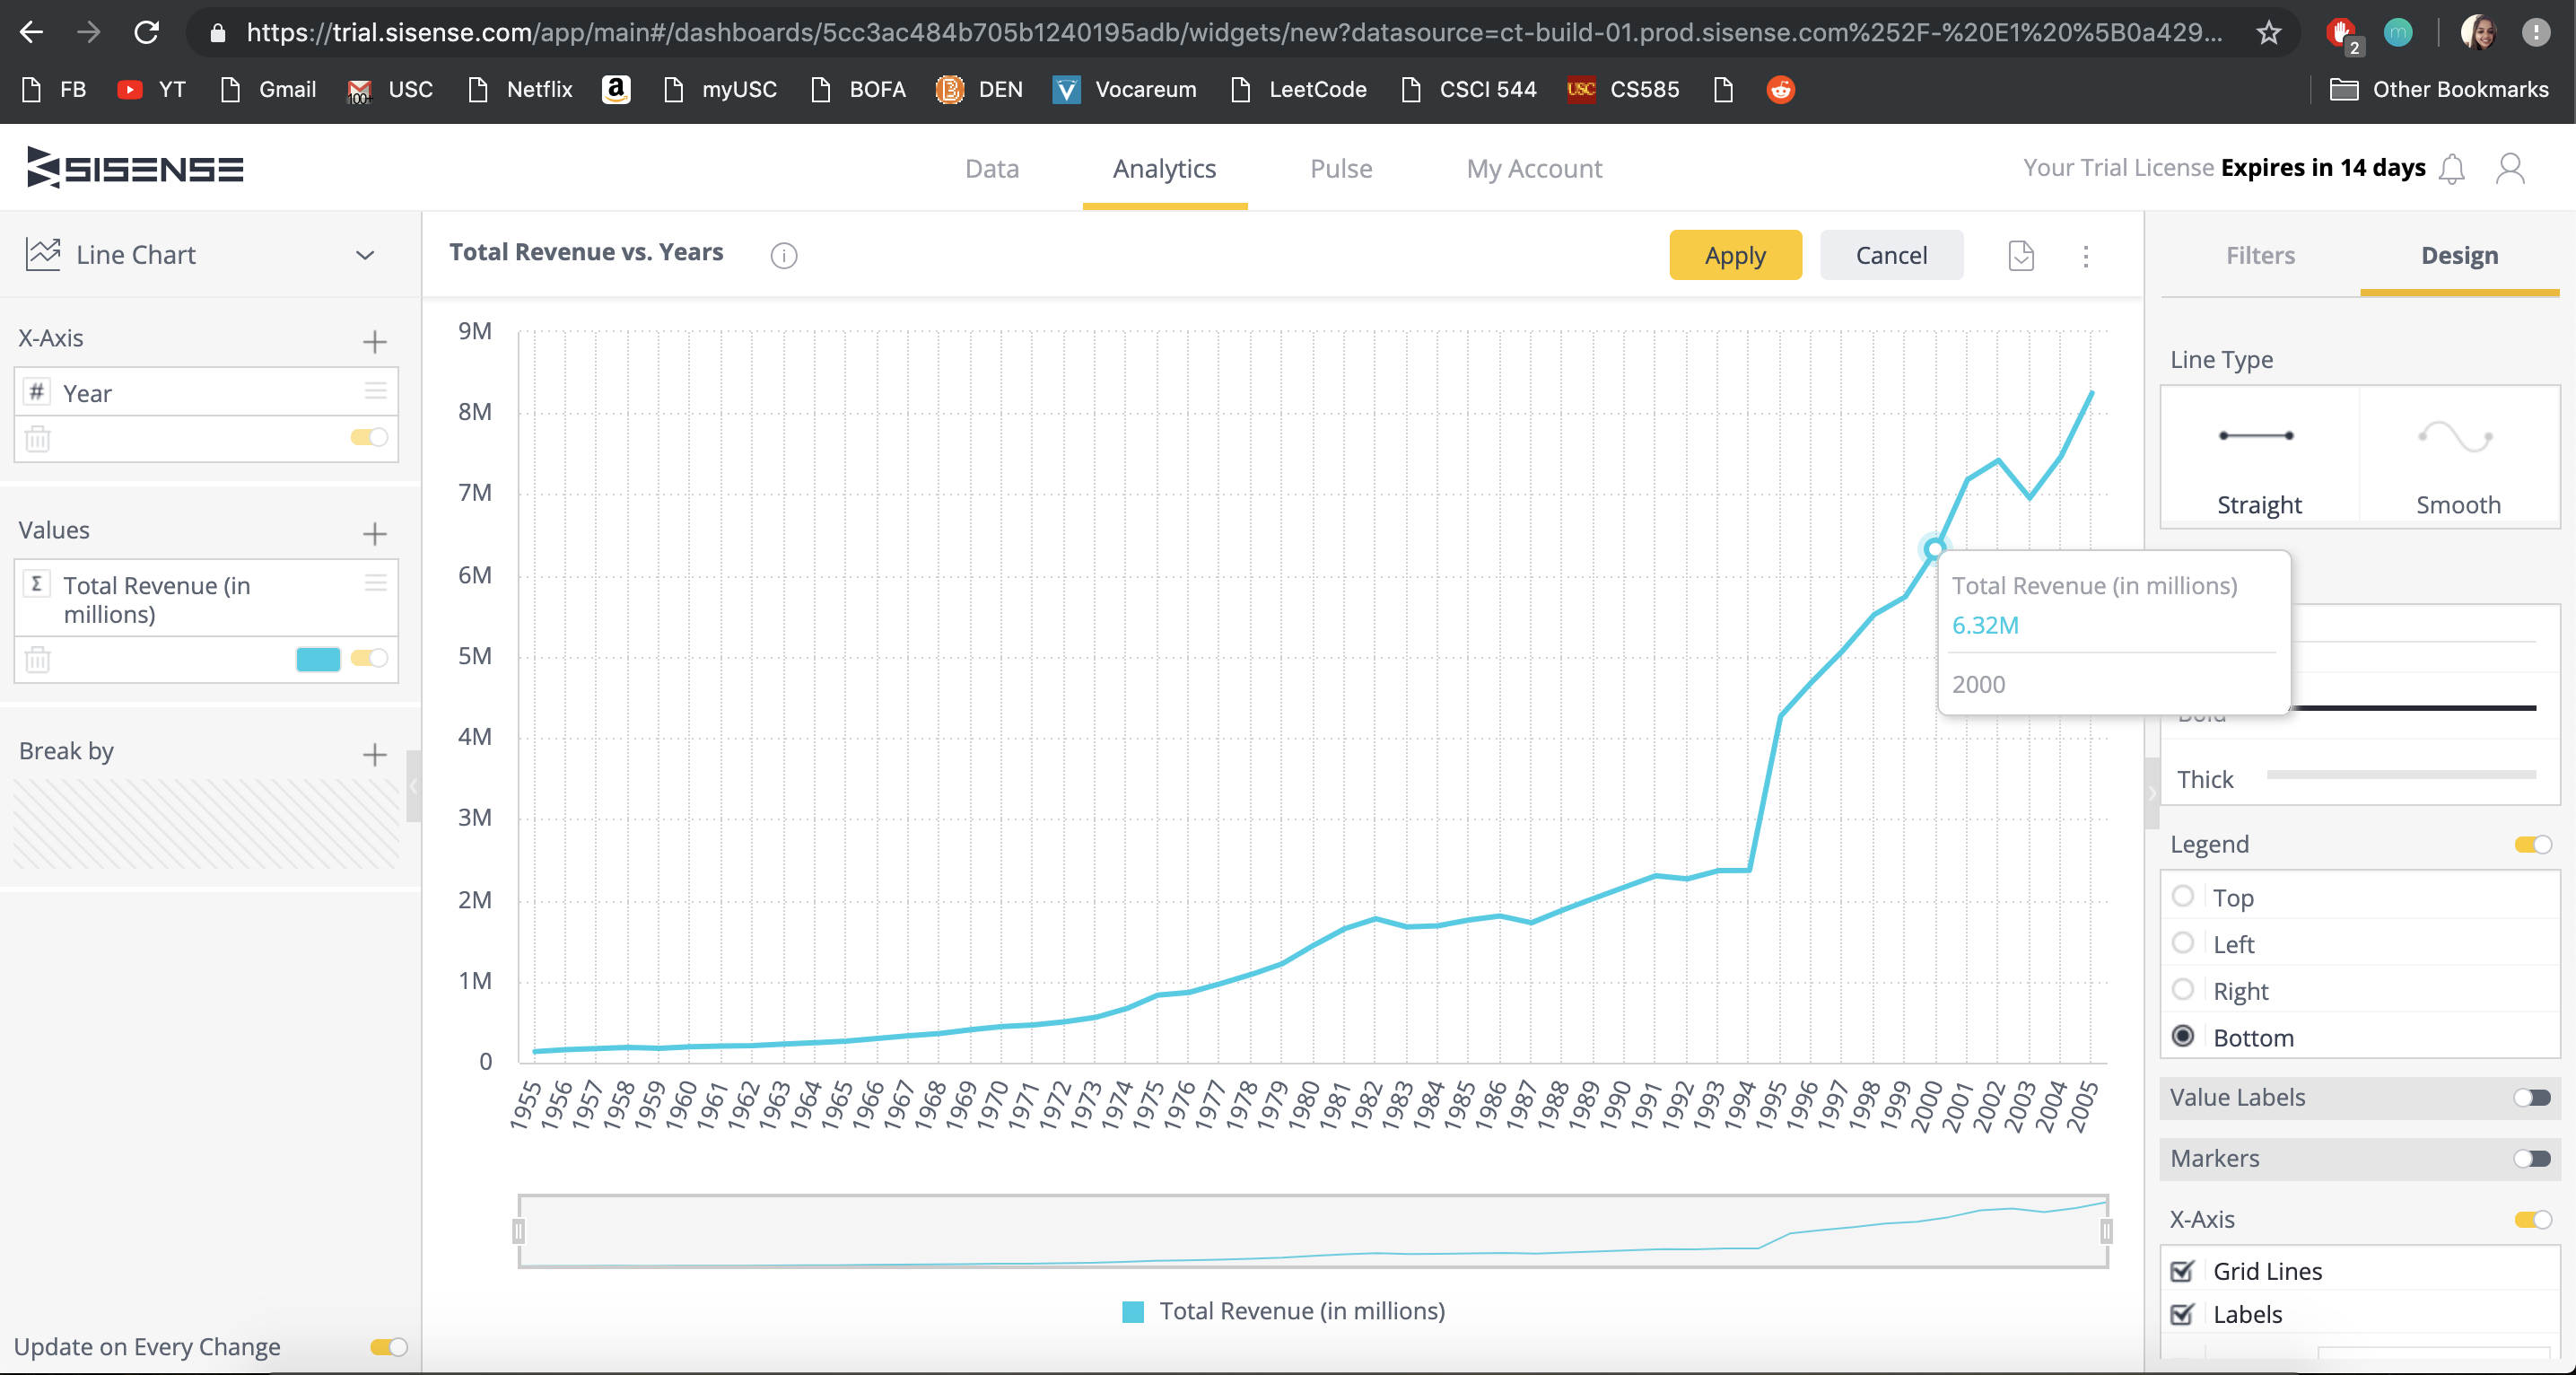 https://trial.sisense.com/app/main#/dashboards/5cc3ac484b705b1240195adb/widgets/new?datasource=ct-build-01.prod.sisense.com%252F-%20E1%20%5B0a429...
2
m
FB
YT
Gmail
100+
USC
Netflix
a
myUSC
BOFA
DEN
Vocareum
LeetCode
CSCI 544
USC
CS585
Other Bookmarks
SISENSE
Data
Analytics
Pulse
My Account
Your Trial License Expires in 14 days
Line Chart
Total Revenue vs. Years
Apply
Cancel
Filters
Design
X-Axis
# Year
Values
Σ Total Revenue (in
millions)
Break by
Update on Every Change
9M
8M
7M
6M
5M
4M
3M
2M
1M
0
1955
1956
1957
1958
1959
1960
1961
1962
1963
1964
1965
1966
1967
1968
1969
1970
1971
1972
1973
1974
1975
1976
1977
1978
1979
1980
1981
1982
1983
1984
1985
1986
1987
1988
1989
1990
1991
1992
1993
1994
1995
1996
1997
1998
1999
2000
2001
2002
2003
2004
2005
Total Revenue (in millions)
6.32M
2000
Total Revenue (in millions)
Line Type
Straight
Smooth
Bold
Thick
Legend
Top
Left
Right
Bottom
Value Labels
Markers
X-Axis
Grid Lines
Labels